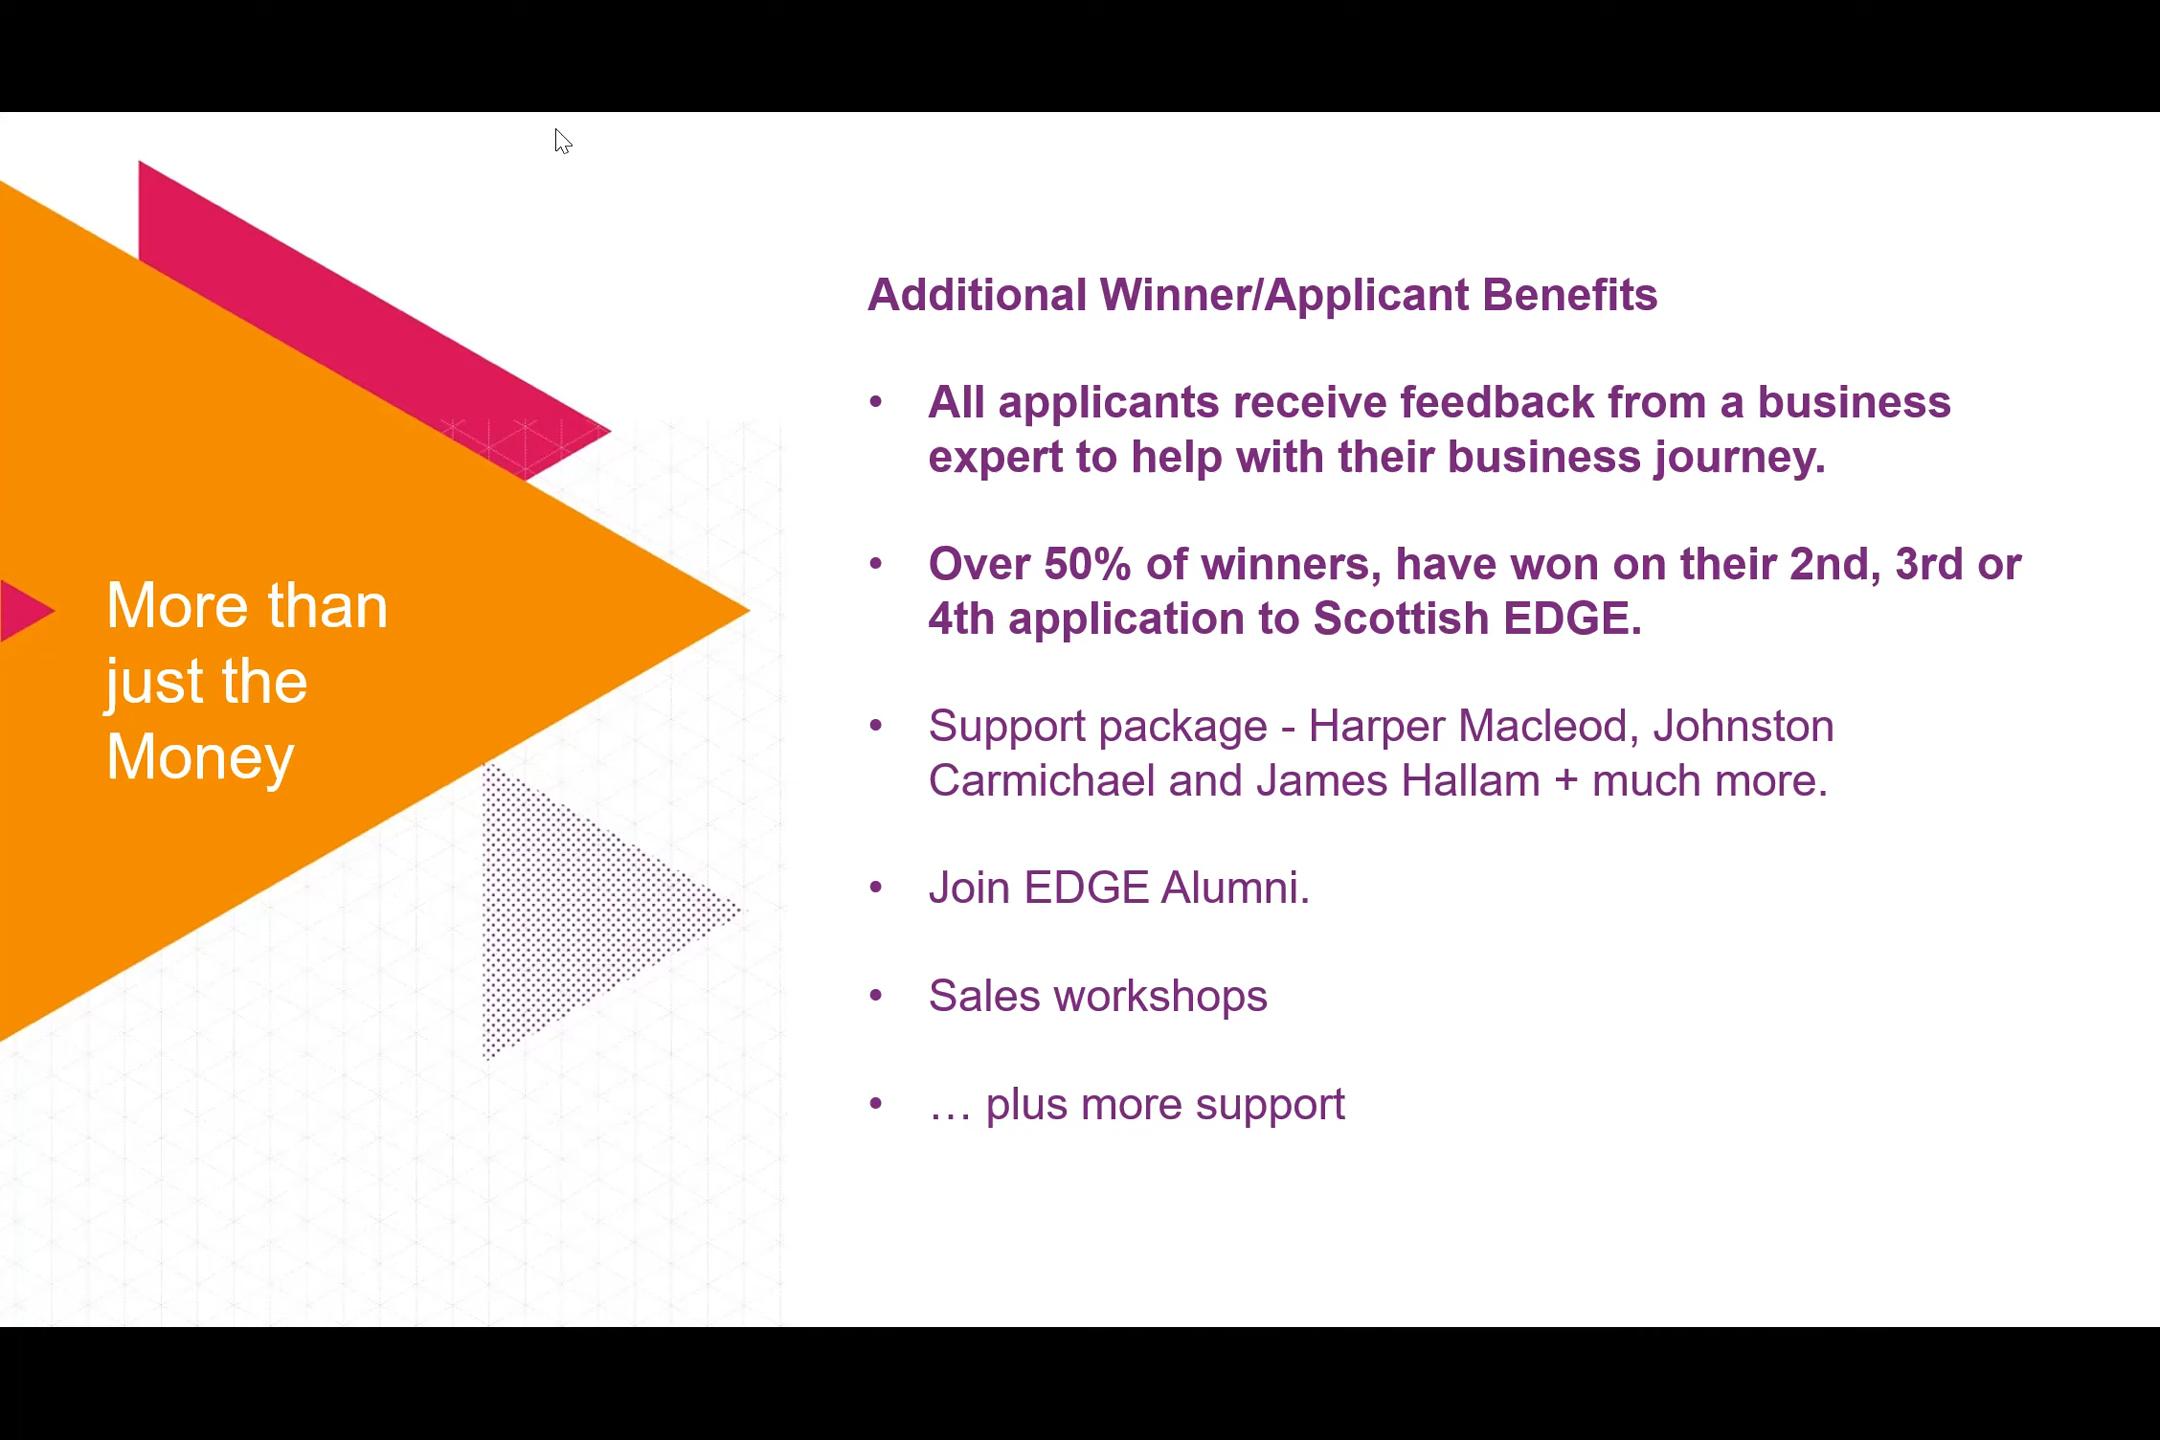 More than
just the
Money
Additional Winner/Applicant Benefits
• All applicants receive feedback from a business
expert to help with their business journey.
• Over 50% of winners, have won on their 2nd, 3rd or
4th application to Scottish EDGE.
• Support package - Harper Macleod, Johnston
Carmichael and James Hallam + much more.
• Join EDGE Alumni.
• Sales workshops
• … plus more support